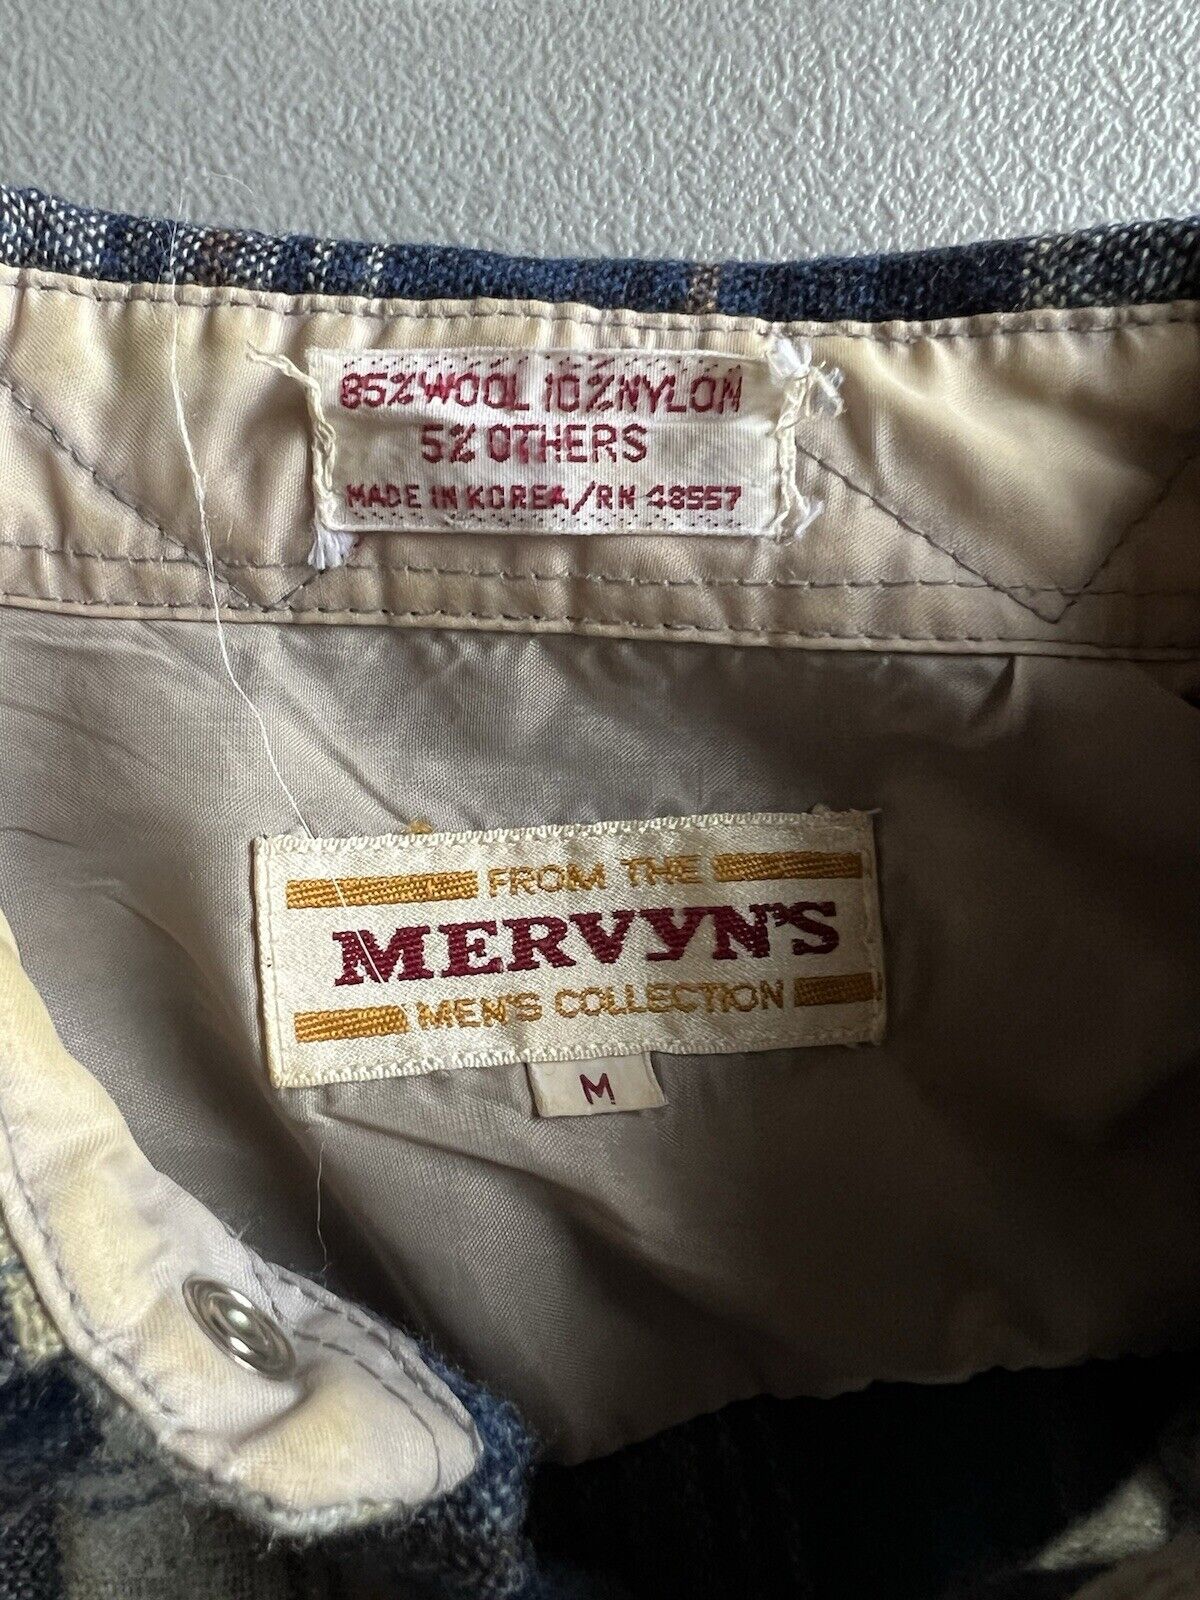 85% WOOL 10% NYLON
5% OTHERS
MADE IN KOREA/RN 48557
FROM THE
MERVYN'S
MEN'S COLLECTION
M